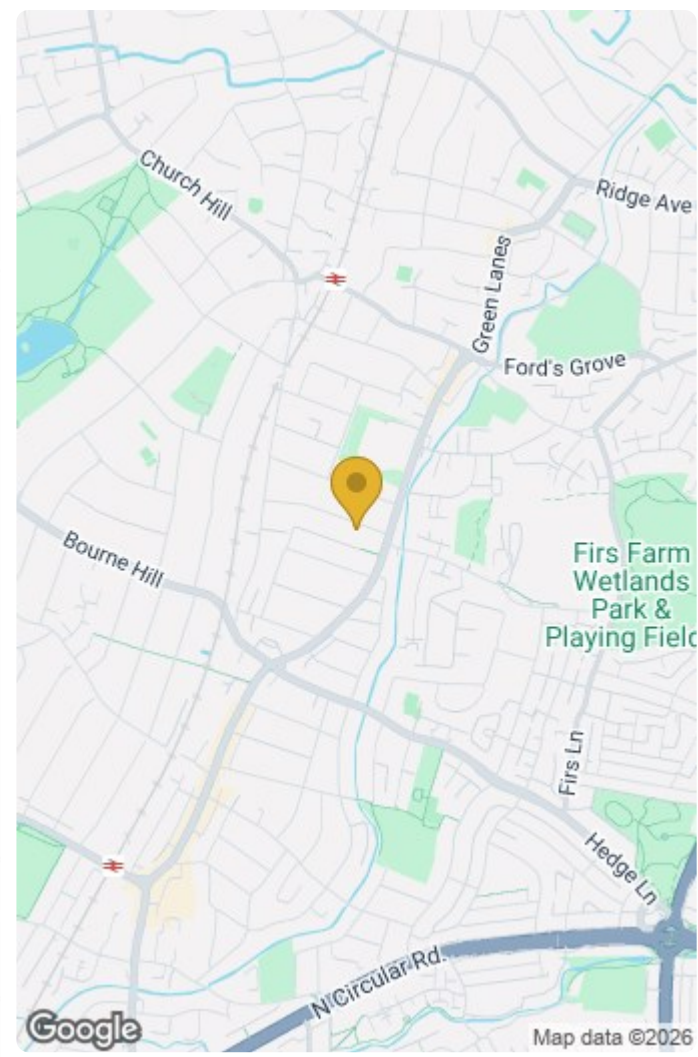 Church Hill
Ridge Ave
Green Lanes
Ford's Grove
Bourne Hill
Firs Farm
Wetlands
Park &
Playing Field
Firs Ln
Hedge Ln
N Circular Rd.
Google
Map data ©2026